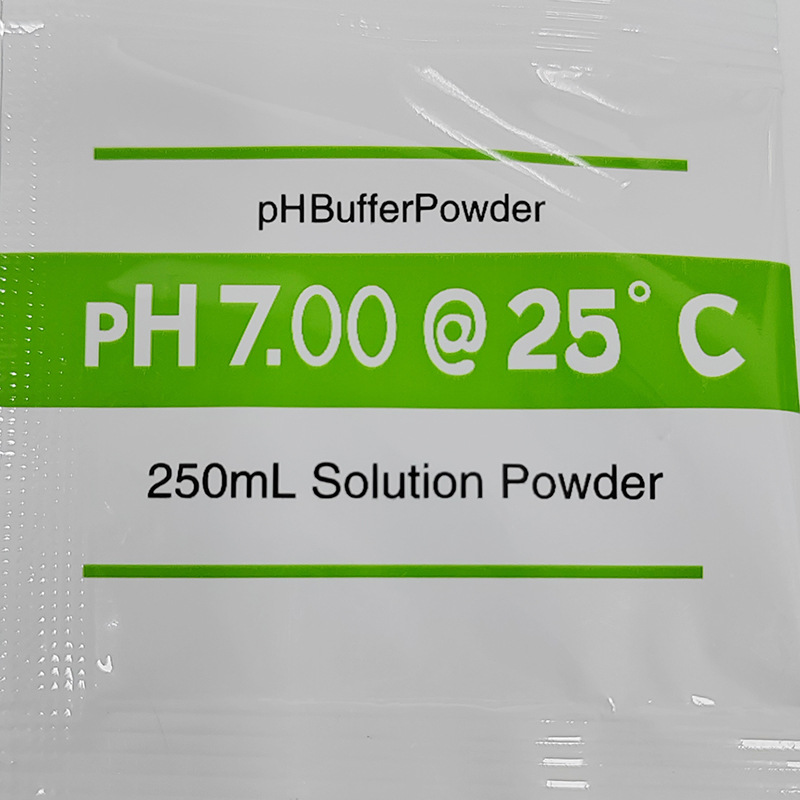 pHBufferPowder
pH 7.00 @ 25° C
250mL Solution Powder